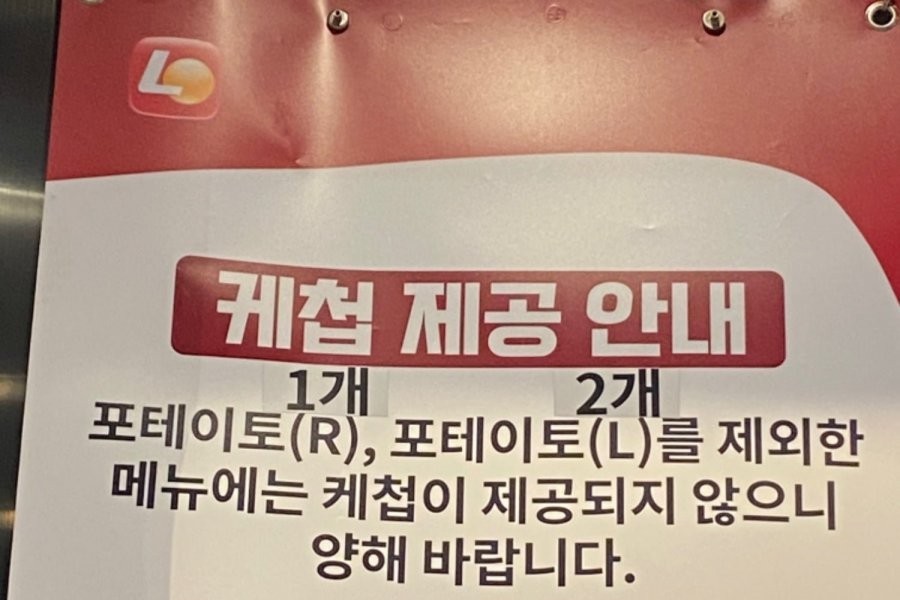 LO
케첩 제공 안내
1개 2개
포테이토(R), 포테이토(L)를 제외한
메뉴에는 케첩이 제공되지 않으니
양해 바랍니다.